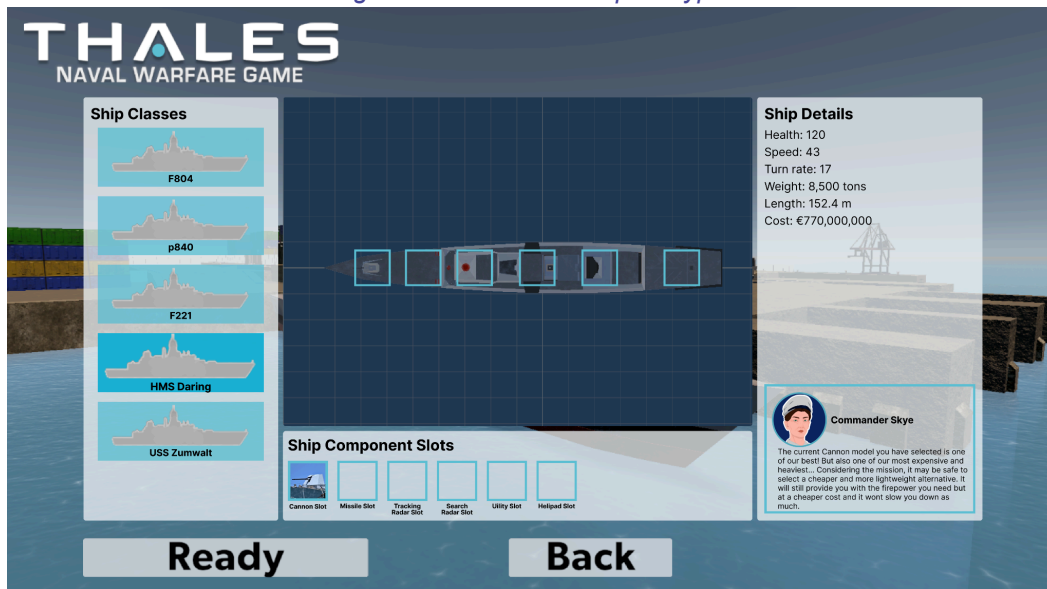 THALES
NAVAL WARFARE GAME
Ship Classes
F804
p840
F221
HMS Daring
USS Zumwalt
Ship Component Slots
Cannon Slot
Missile Slot
Tracking
Radar Slot
Search
Radar Slot
Uility Slot
Helipad Slot
Ship Details
Health: 120
Speed: 43
Turn rate: 17
Weight: 8,500 tons
Length: 152.4 m
Cost: €770,000,000
Commander Skye
The current Cannon model you have selected is one
of our best! But also one of our most expensive and
heaviest... Considering the mission, it may be safe to
select a cheaper and more lightweight alternative. It
will still provide you with the firepower you need but
at a cheaper cost and it wont slow you down as
much.
Ready
Back